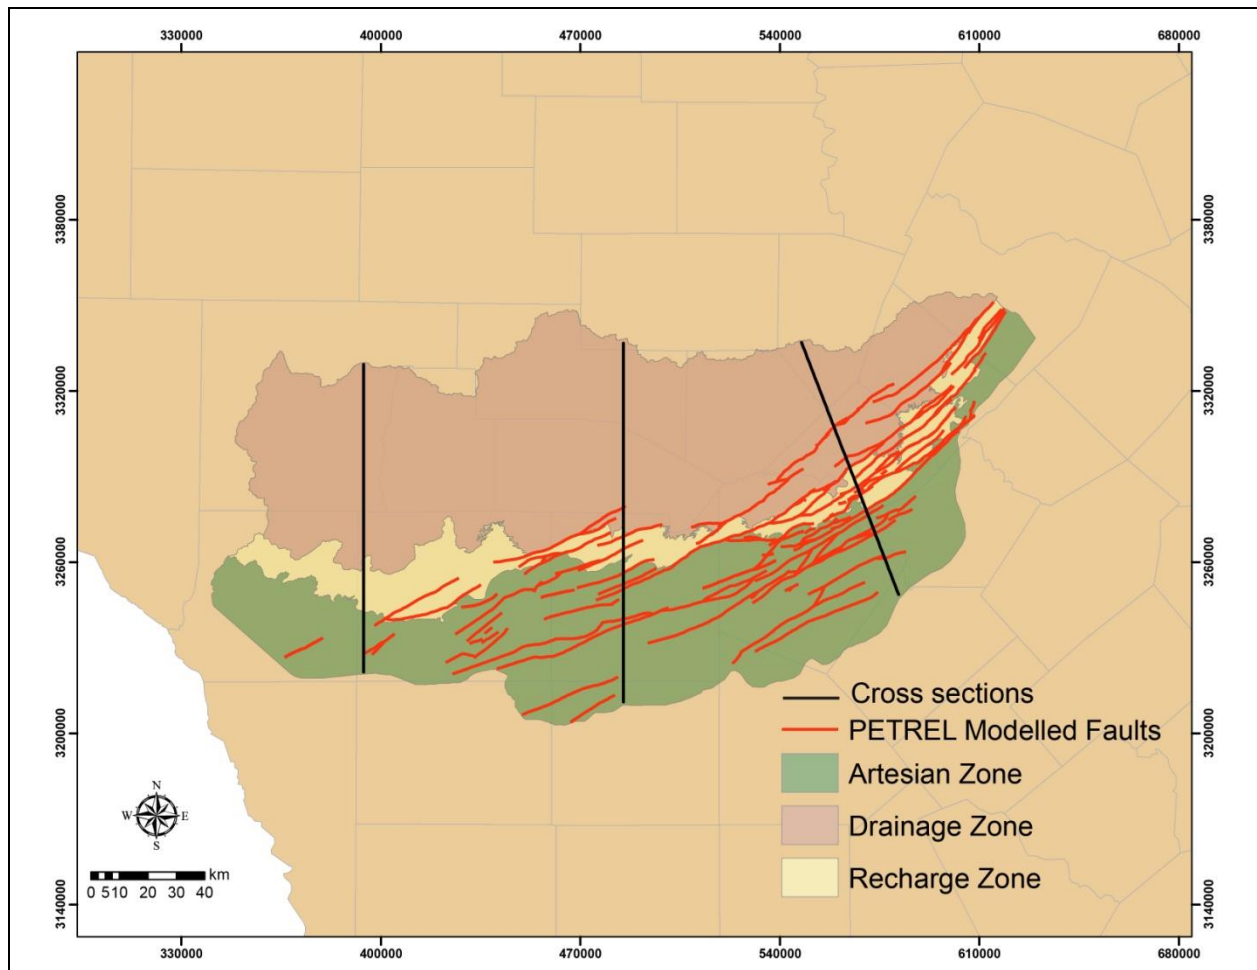 330000 400000 470000 540000 610000 680000
3380000 3380000
3320000 3320000
3260000 3260000
3200000 3200000
3140000 3140000
Cross sections
PETREL Modelled Faults
Artesian Zone
Drainage Zone
Recharge Zone
N
W E
S
km
0 5 10 20 30 40
330000 400000 470000 540000 610000 680000